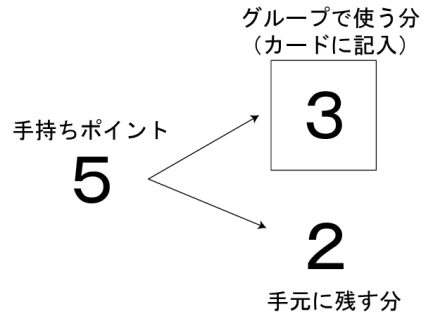 グループで使う分
（カードに記入）
3
手持ちポイント
5
2
手元に残す分